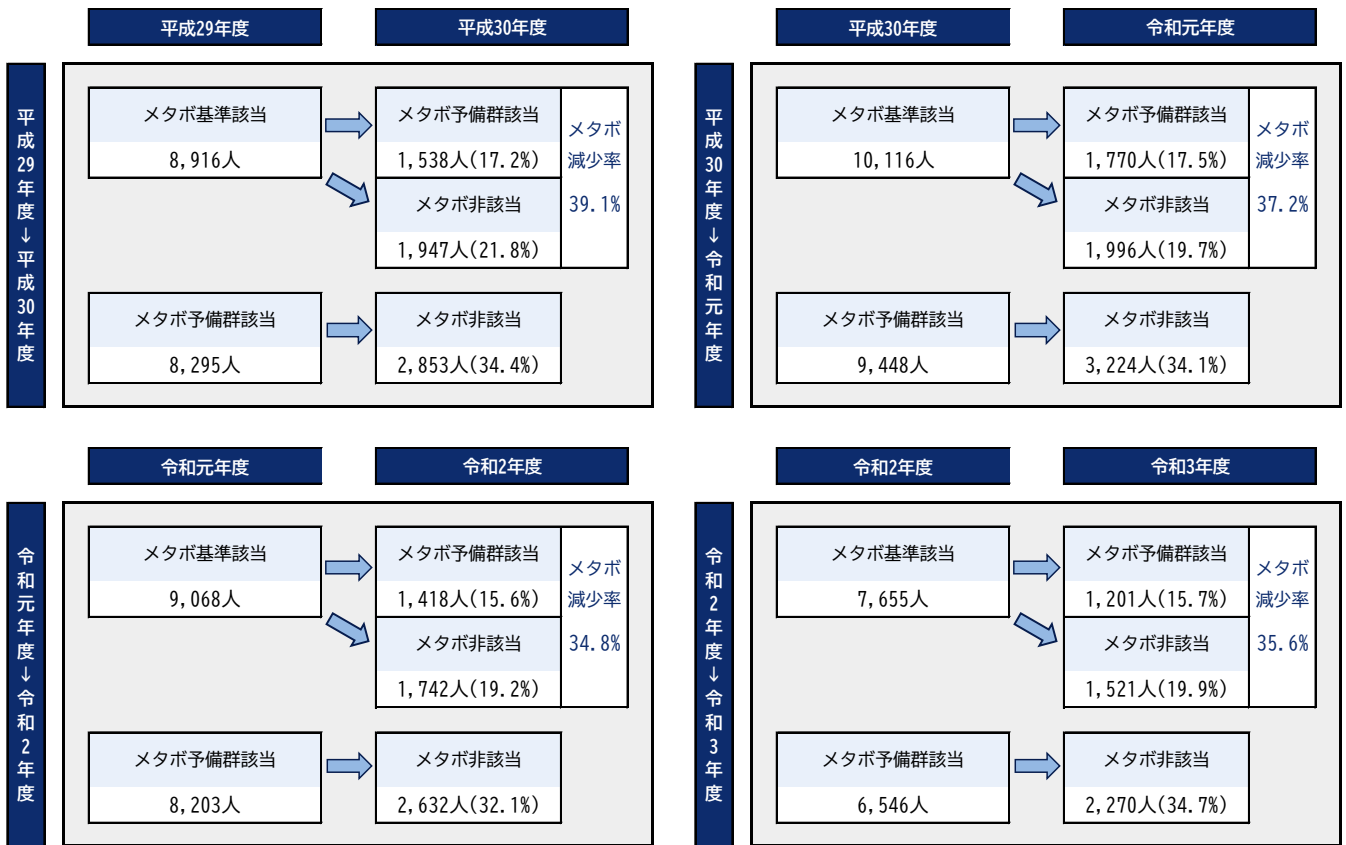 平成29年度
平成30年度
平成29年度→平成30年度
メタボ基準該当
8,916人
メタボ予備群該当
1,538人(17.2%)
メタボ非該当
1,947人(21.8%)
メタボ
減少率
39.1%
メタボ予備群該当
8,295人
メタボ非該当
2,853人(34.4%)
平成30年度
令和元年度
平成30年度→令和元年度
メタボ基準該当
10,116人
メタボ予備群該当
1,770人(17.5%)
メタボ非該当
1,996人(19.7%)
メタボ
減少率
37.2%
メタボ予備群該当
9,448人
メタボ非該当
3,224人(34.1%)
令和元年度
令和2年度
令和元年度→令和2年度
メタボ基準該当
9,068人
メタボ予備群該当
1,418人(15.6%)
メタボ非該当
1,742人(19.2%)
メタボ
減少率
34.8%
メタボ予備群該当
8,203人
メタボ非該当
2,632人(32.1%)
令和2年度
令和3年度
令和2年度→令和3年度
メタボ基準該当
7,655人
メタボ予備群該当
1,201人(15.7%)
メタボ非該当
1,521人(19.9%)
メタボ
減少率
35.6%
メタボ予備群該当
6,546人
メタボ非該当
2,270人(34.7%)